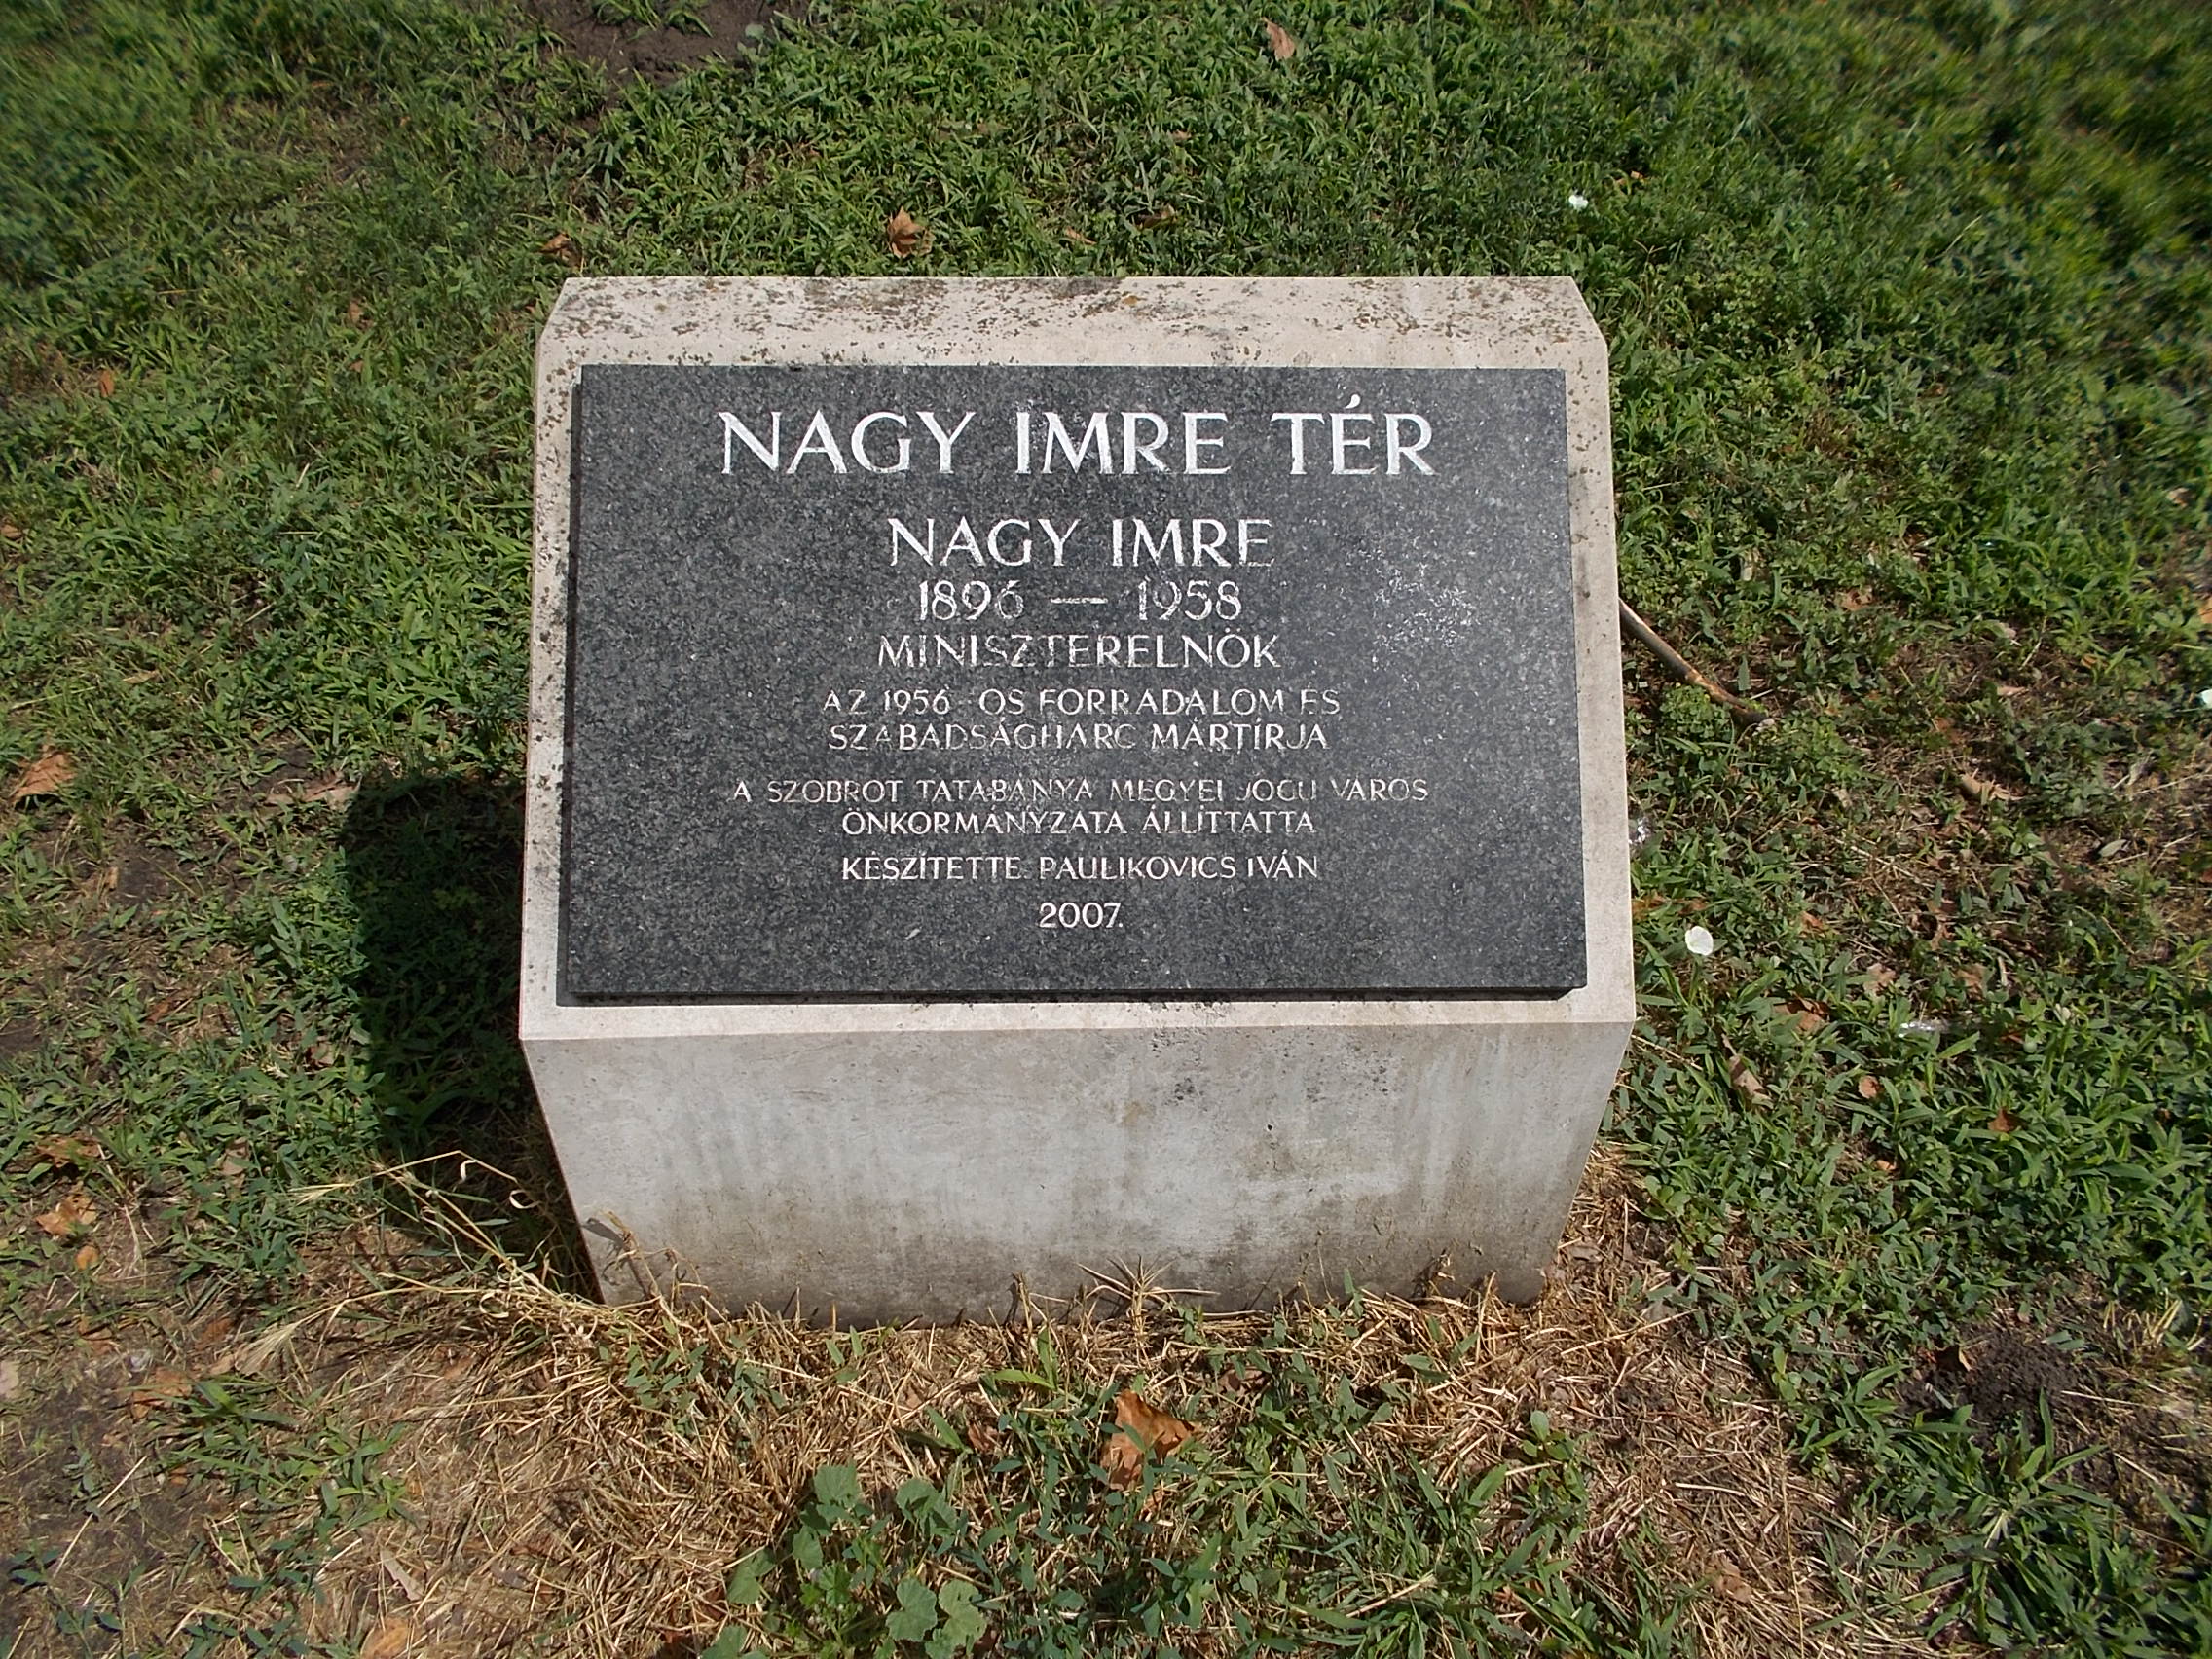 NAGY IMRE TÉR
NAGY IMRE
1896 — 1958
MINISZTERELNÖK
AZ 1956-OS FORRADALOM ÉS
SZABADSÁGHARC MÁRTÍRJA
A SZOBROT TATABÁNYA MEGYEI JOGÚ VÁROS
ÖNKORMÁNYZATA ÁLLÍTTATTA
KÉSZÍTETTE: PAULIKOVICS IVÁN
2007.